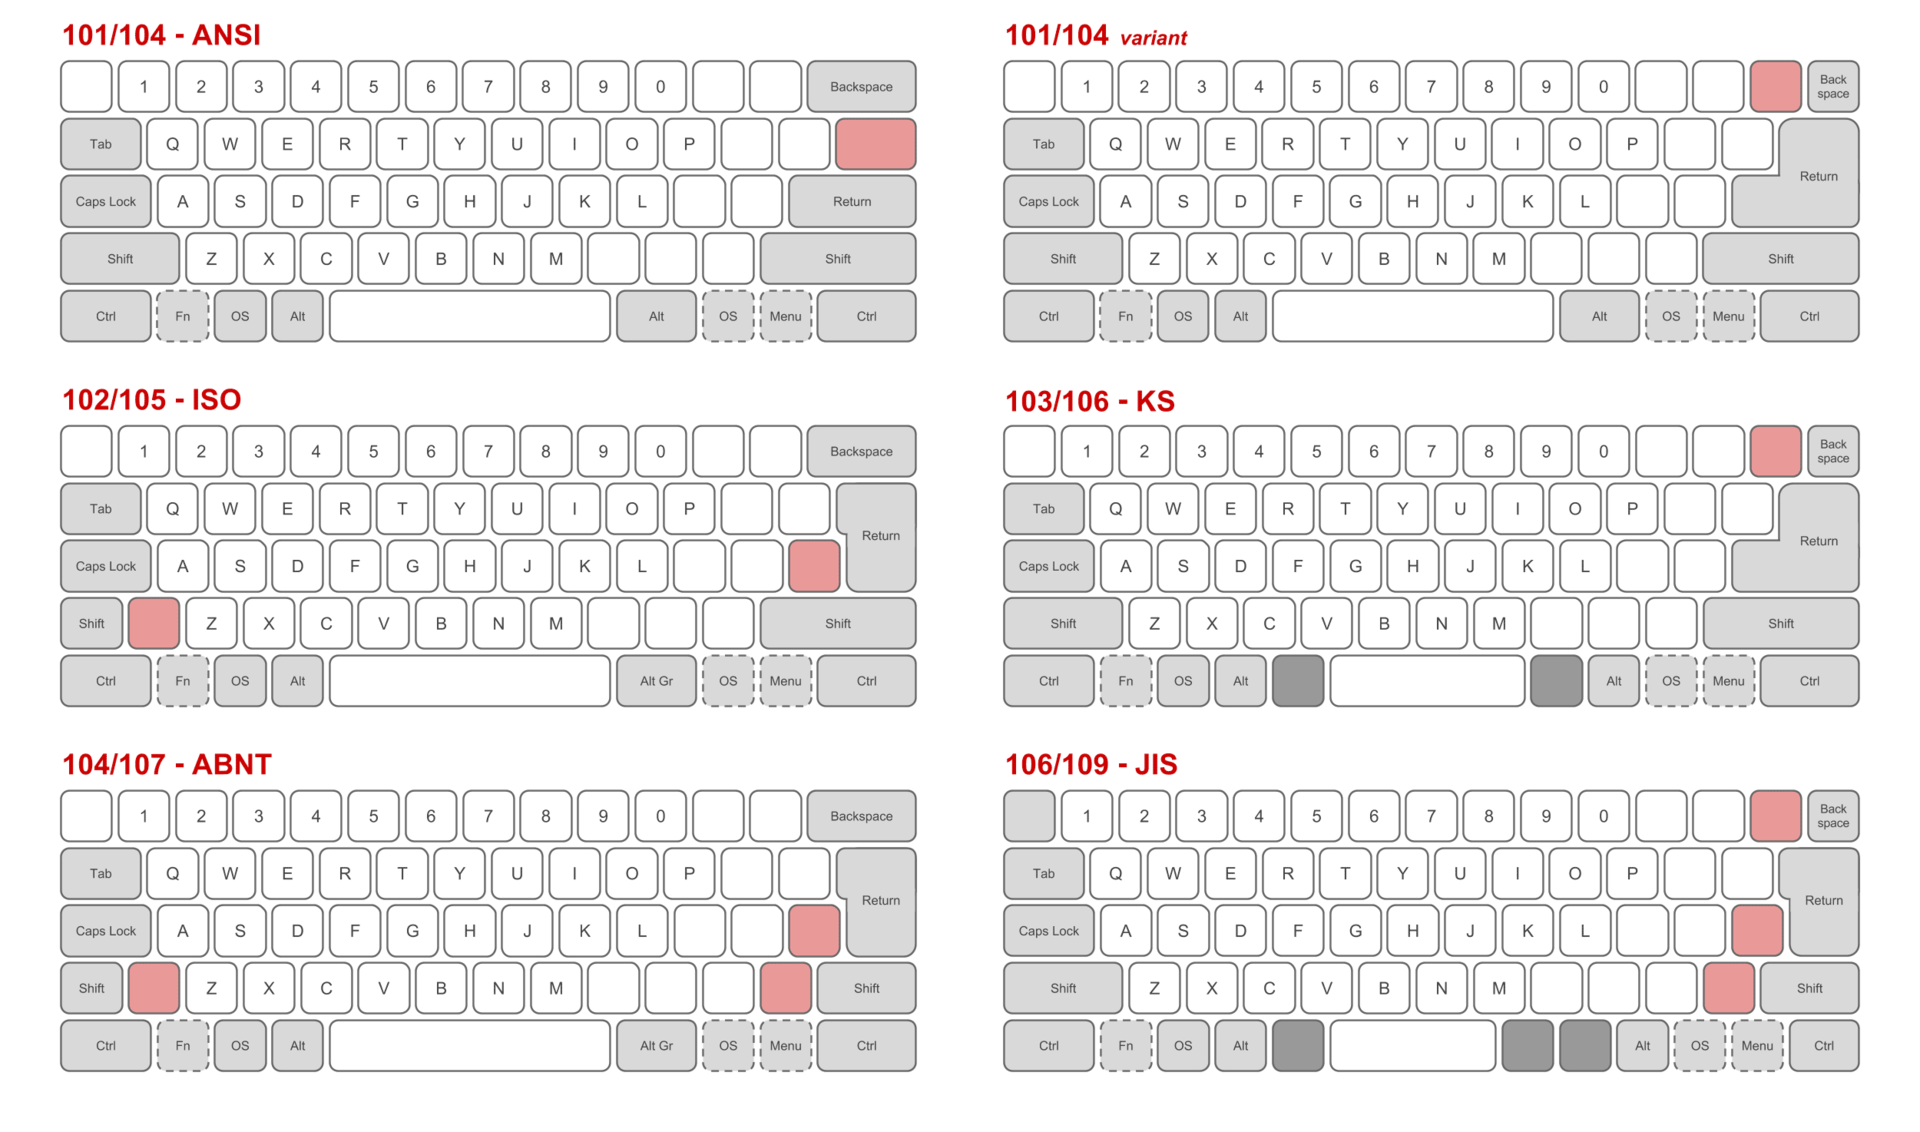 101/104 - ANSI
1 2 3 4 5 6 7 8 9 0 Backspace
Tab Q W E R T Y U I O P
Caps Lock A S D F G H J K L Return
Shift Z X C V B N M Shift
Ctrl Fn OS Alt Alt OS Menu Ctrl
101/104 variant
1 2 3 4 5 6 7 8 9 0 Back space
Tab Q W E R T Y U I O P
Return
Caps Lock A S D F G H J K L
Shift Z X C V B N M Shift
Ctrl Fn OS Alt Alt OS Menu Ctrl
102/105 - ISO
1 2 3 4 5 6 7 8 9 0 Backspace
Tab Q W E R T Y U I O P
Return
Caps Lock A S D F G H J K L
Shift Z X C V B N M Shift
Ctrl Fn OS Alt Alt Gr OS Menu Ctrl
103/106 - KS
1 2 3 4 5 6 7 8 9 0 Back space
Tab Q W E R T Y U I O P
Return
Caps Lock A S D F G H J K L
Shift Z X C V B N M Shift
Ctrl Fn OS Alt Alt OS Menu Ctrl
104/107 - ABNT
1 2 3 4 5 6 7 8 9 0 Backspace
Tab Q W E R T Y U I O P
Return
Caps Lock A S D F G H J K L
Shift Z X C V B N M Shift
Ctrl Fn OS Alt Alt Gr OS Menu Ctrl
106/109 - JIS
1 2 3 4 5 6 7 8 9 0 Back space
Tab Q W E R T Y U I O P
Return
Caps Lock A S D F G H J K L
Shift Z X C V B N M Shift
Ctrl Fn OS Alt Alt OS Menu Ctrl